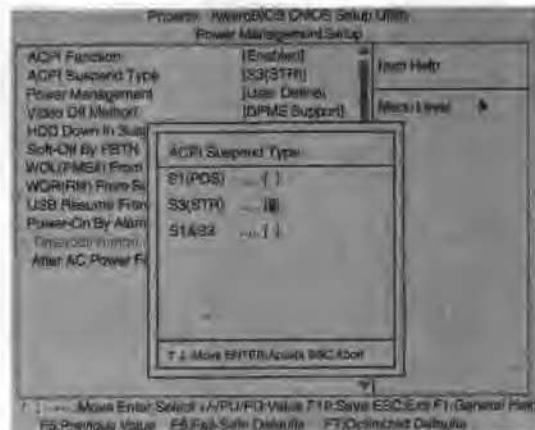 Phoenix - AwardBIOS CMOS Setup Utility
Power Management Setup
ACPI Function [Enabled]
ACPI Suspend Type [S3(STR)]
Power Management [User Define]
Video Off Method [DPMS Support]
HDD Down In Susp
Soft-Off By PBTN
WOL(PME#) From
WOR(RI#) From So
USB Resume From
Power-On By Alarm
After AC Power Fa
Item Help
Menu Level
ACPI Suspend Type
S1(POS) ....[ ]
S3(STR) ....[■]
S1&S3 ....[ ]
↑↓:Move ENTER:Accept ESC:Abort
:Move Enter:Select +/-/PU/PD:Value F10:Save ESC:Exit F1:General Help
F5:Previous Value F6:Fail-Safe Defaults F7:Optimized Defaults